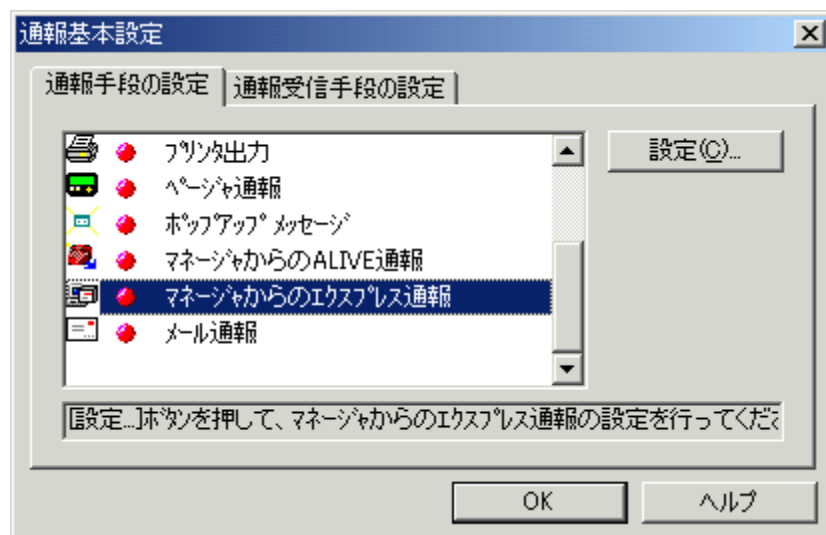 通報基本設定
通報手段の設定 通報受信手段の設定
ﾌﾟﾘﾝﾀ出力
設定(C)...
ﾍﾟｰｼﾞｬ通報
ﾎﾟｯﾌﾟｱｯﾌﾟ ﾒｯｾｰｼﾞ
ﾏﾈｰｼﾞｬからのALIVE通報
ﾏﾈｰｼﾞｬからのｴｸｽﾌﾟﾚｽ通報
ﾒｰﾙ通報
[設定...]ﾎﾞﾀﾝを押して、ﾏﾈｰｼﾞｬからのｴｸｽﾌﾟﾚｽ通報の設定を行ってくだ
OK ヘルプ